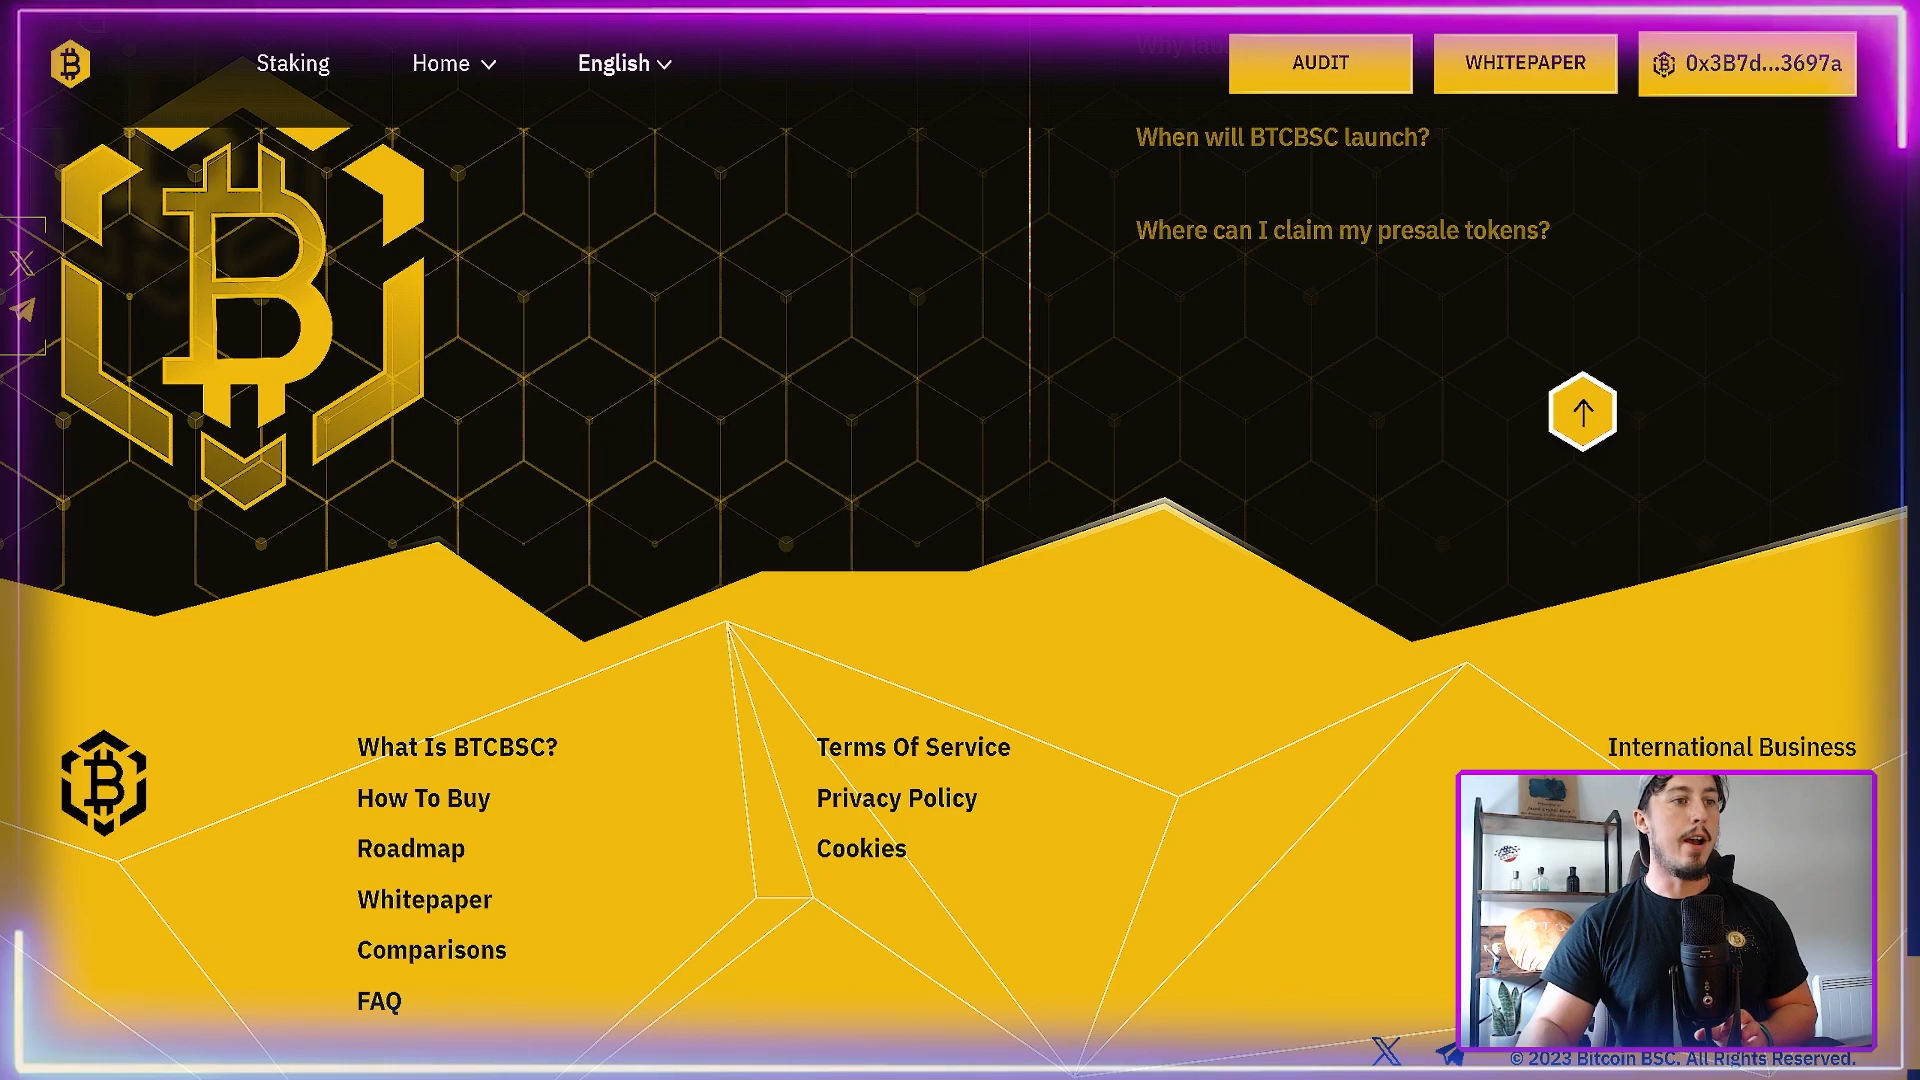 Staking
Home
English
Why lau
AUDIT
WHITEPAPER
0x3B7d...3697a
When will BTCBSC launch?
Where can I claim my presale tokens?
What Is BTCBSC?
How To Buy
Roadmap
Whitepaper
Comparisons
FAQ
Terms Of Service
Privacy Policy
Cookies
International Business
© 2023 Bitcoin BSC. All Rights Reserved.